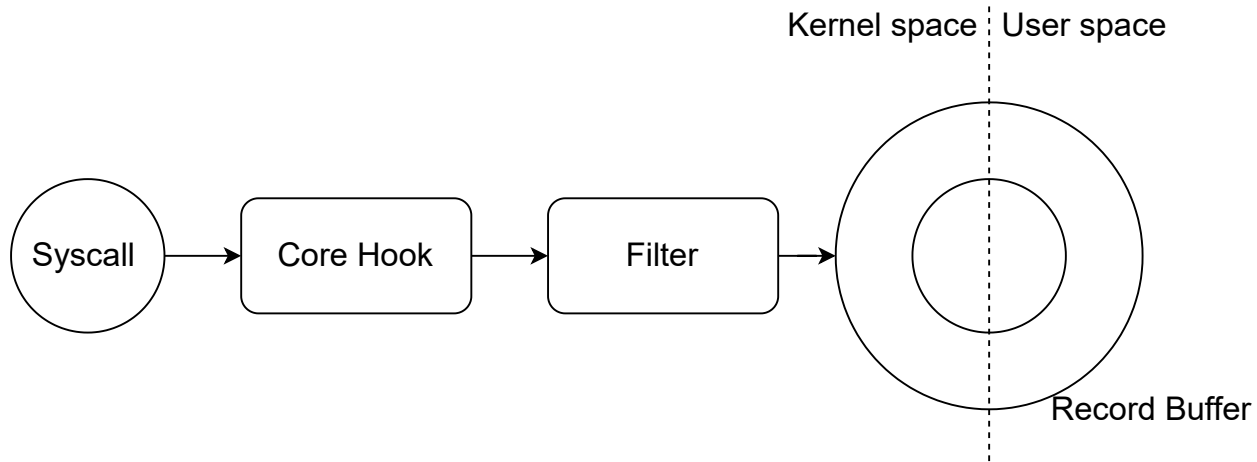 Kernel space
User space
Syscall
Core Hook
Filter
Record Buffer